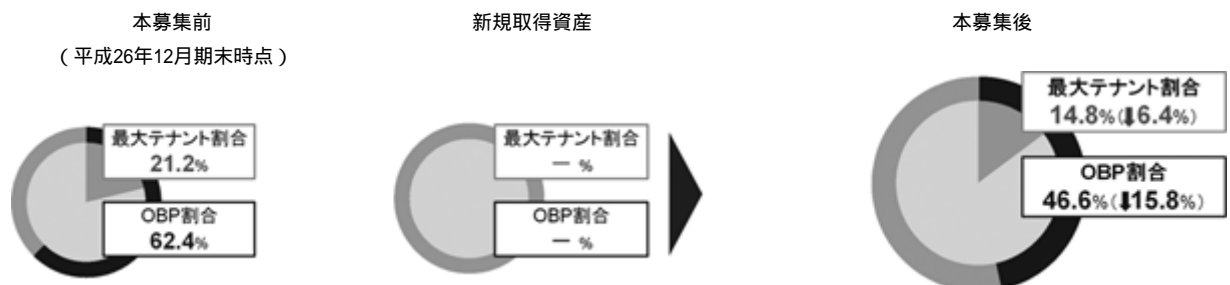 本募集前
（平成26年12月期末時点）
最大テナント割合
21.2%
OBP割合
62.4%
新規取得資産
最大テナント割合
― %
OBP割合
― %
本募集後
最大テナント割合
14.8%(⬇6.4%)
OBP割合
46.6%(⬇15.8%)